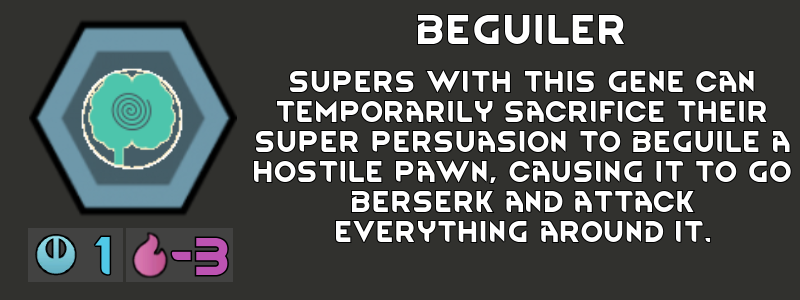 BEGUILER
SUPERS WITH THIS GENE CAN
TEMPORARILY SACRIFICE THEIR
SUPER PERSUASION TO BEGUILE A
HOSTILE PAWN, CAUSING IT TO GO
BERSERK AND ATTACK
EVERYTHING AROUND IT.
1 -3